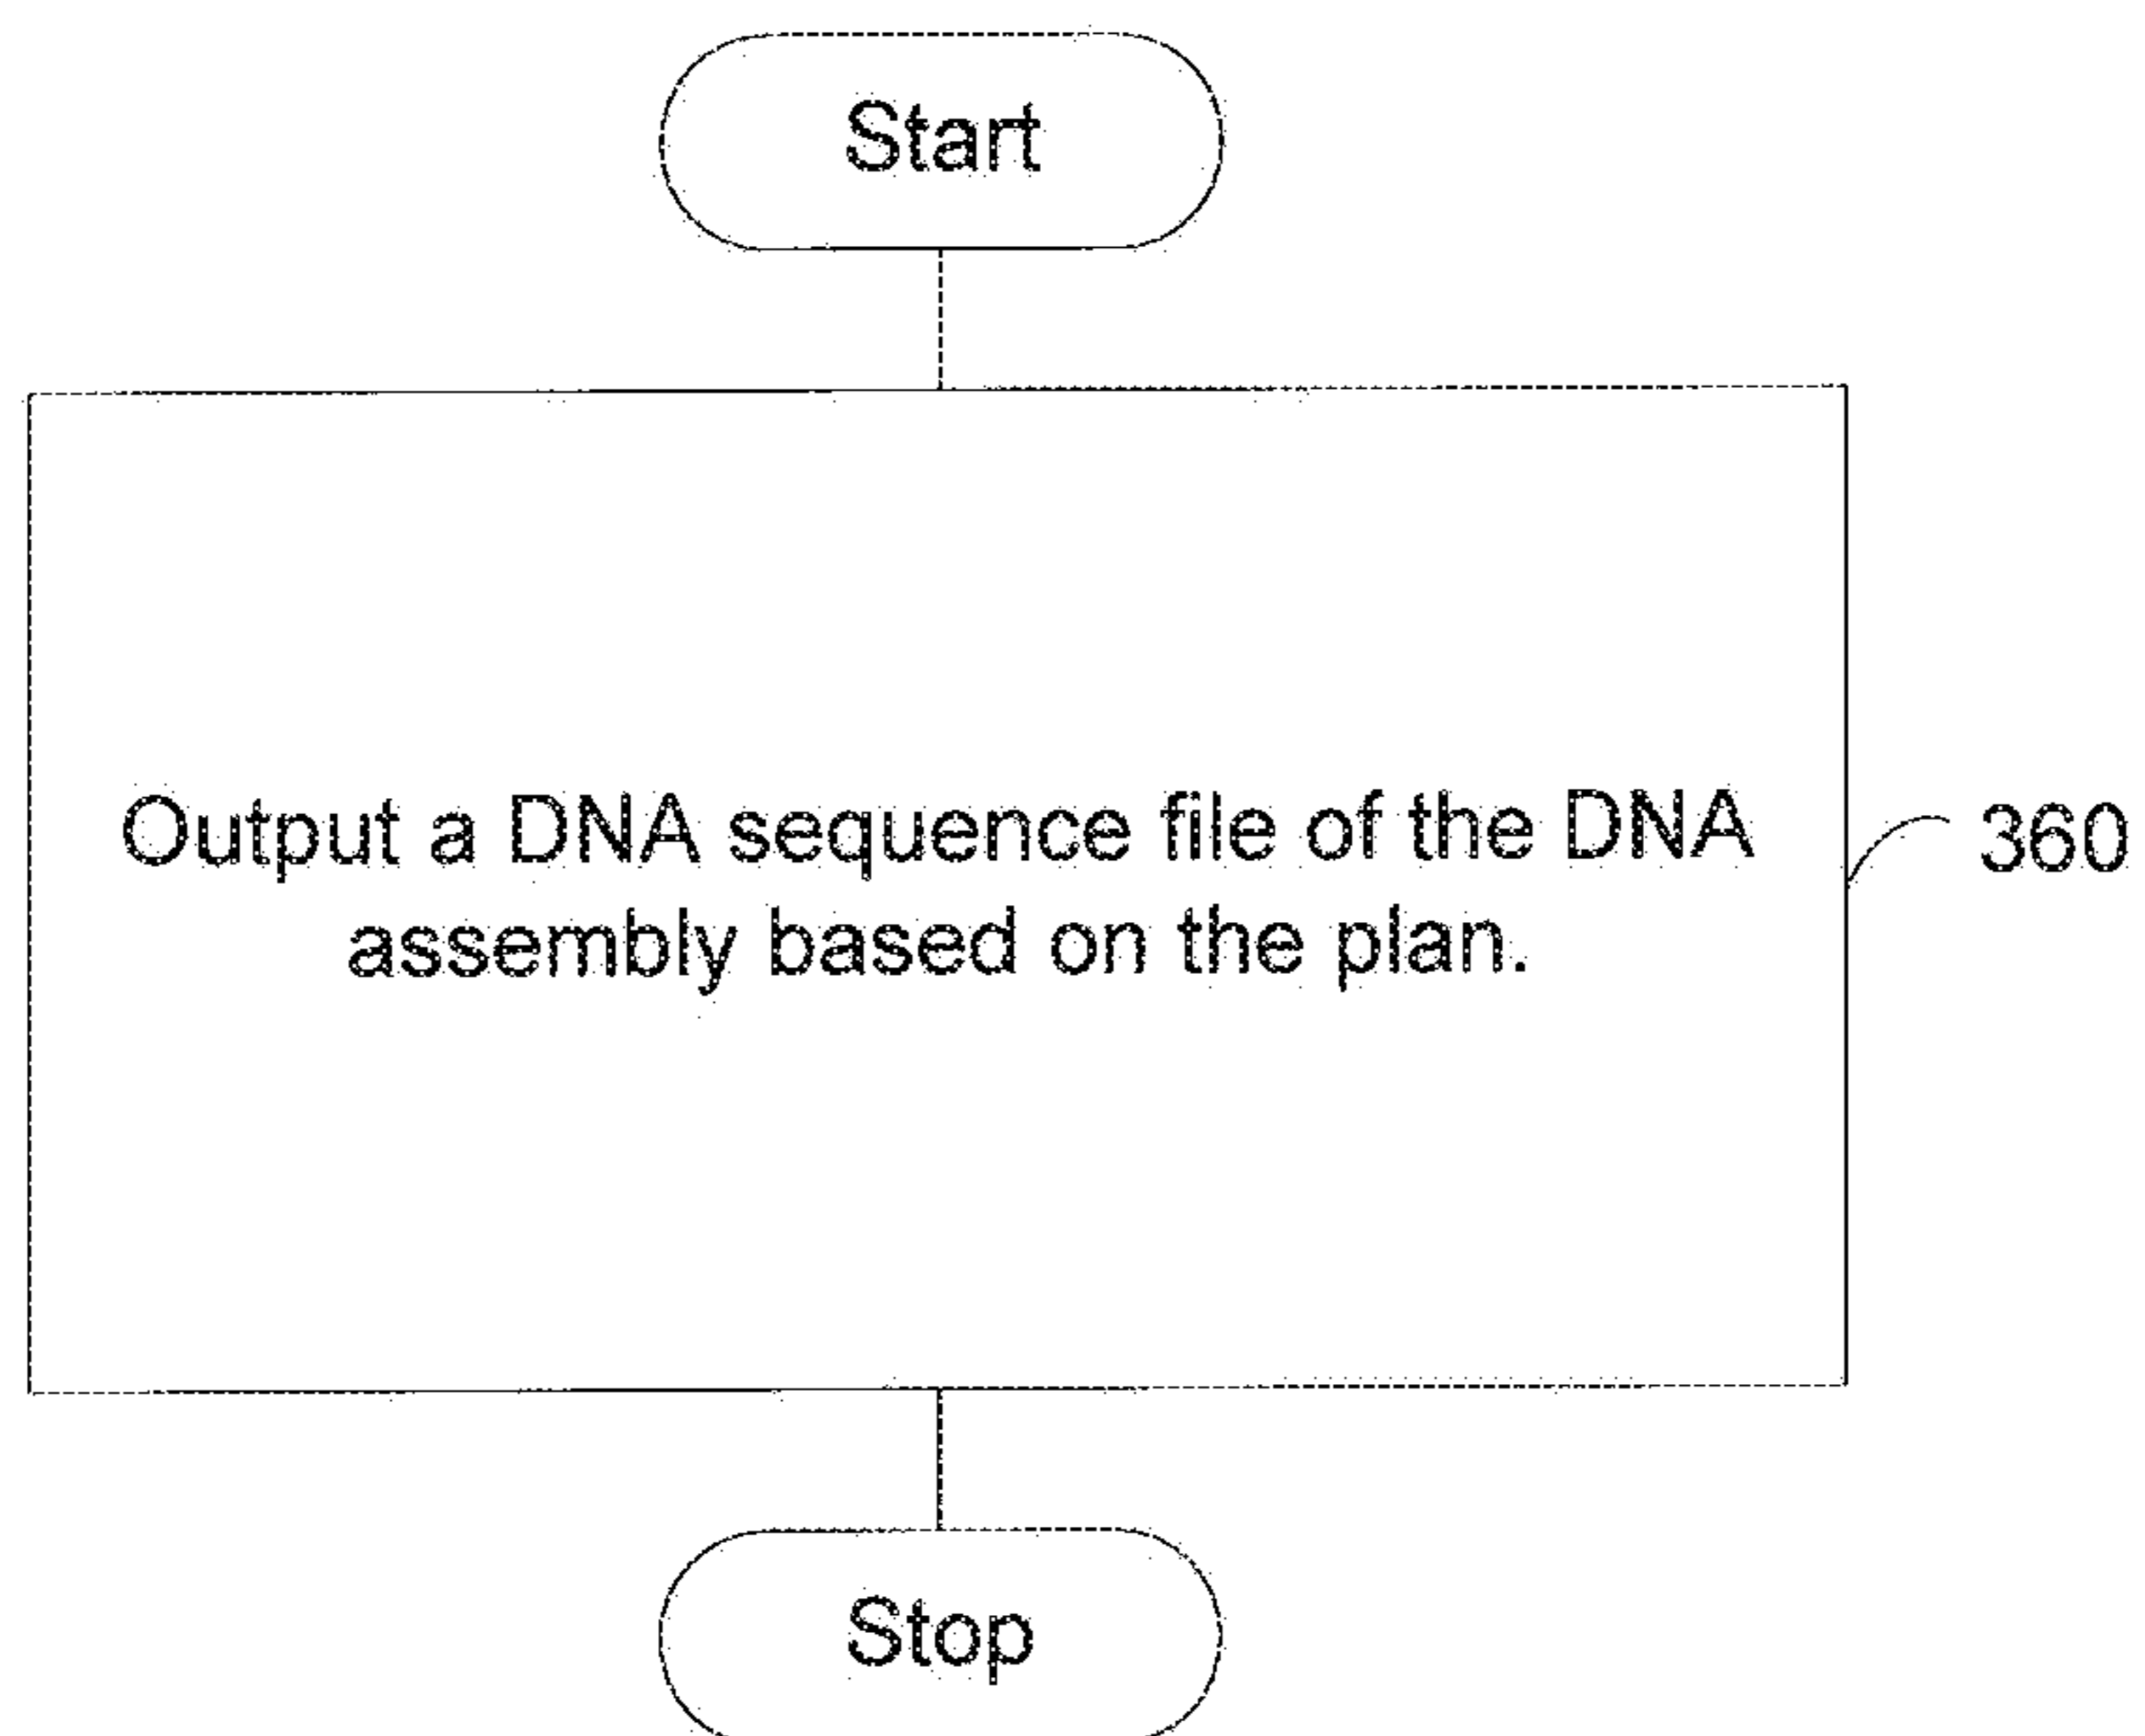 Start
Output a DNA sequence file of the DNA
assembly based on the plan.
360
Stop